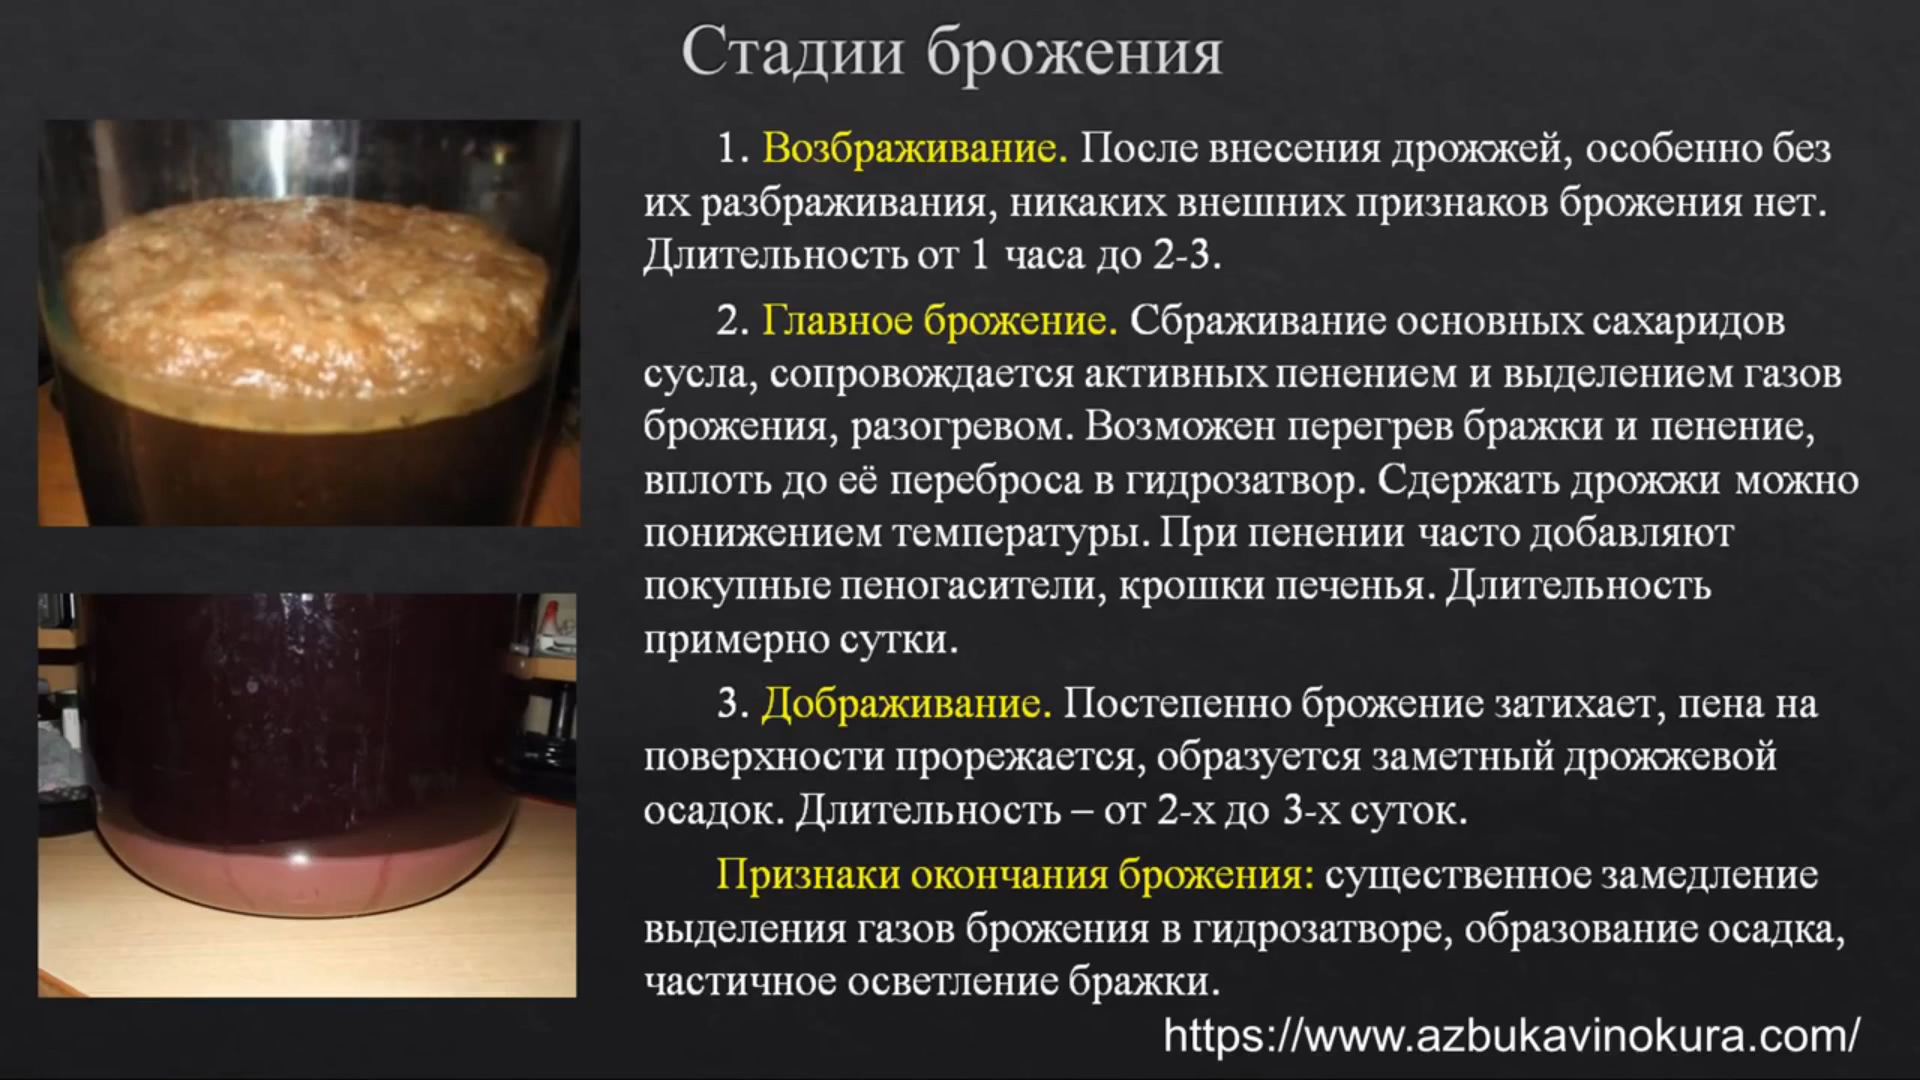 Стадии брожения
1. Возбраживание. После внесения дрожжей, особенно без
их разбраживания, никаких внешних признаков брожения нет.
Длительность от 1 часа до 2-3.
2. Главное брожение. Сбраживание основных сахаридов
сусла, сопровождается активных пенением и выделением газов
брожения, разогревом. Возможен перегрев бражки и пенение,
вплоть до её переброса в гидрозатвор. Сдержать дрожжи можно
понижением температуры. При пенении часто добавляют
покупные пеногасители, крошки печенья. Длительность
примерно сутки.
3. Дображивание. Постепенно брожение затихает, пена на
поверхности прорежается, образуется заметный дрожжевой
осадок. Длительность – от 2-х до 3-х суток.
Признаки окончания брожения: существенное замедление
выделения газов брожения в гидрозатворе, образование осадка,
частичное осветление бражки.
https://www.azbukavinokura.com/